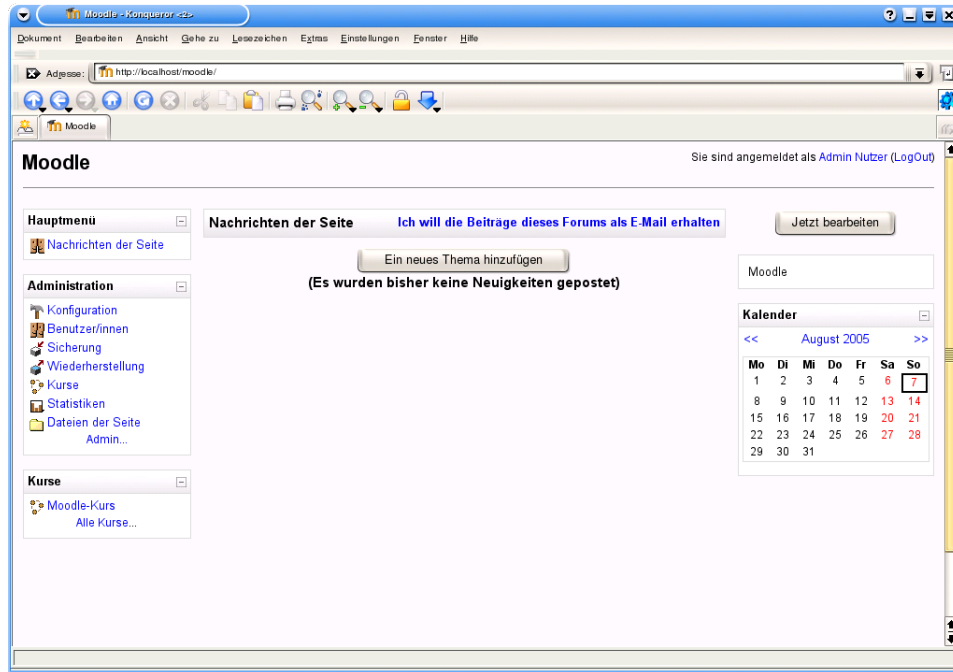 Moodle - Konqueror <2>
Dokument Bearbeiten Ansicht Gehe zu Lesezeichen Extras Einstellungen Fenster Hilfe
Adresse: http://localhost/moodle/
Moodle
Moodle
Sie sind angemeldet als Admin Nutzer (LogOut)
Hauptmenü
Nachrichten der Seite
Administration
Konfiguration
Benutzer/innen
Sicherung
Wiederherstellung
Kurse
Statistiken
Dateien der Seite
Admin...
Kurse
Moodle-Kurs
Alle Kurse...
Nachrichten der Seite Ich will die Beiträge dieses Forums als E-Mail erhalten
Ein neues Thema hinzufügen
(Es wurden bisher keine Neuigkeiten gepostet)
Jetzt bearbeiten
Moodle
Kalender
<< August 2005 >>
Mo Di Mi Do Fr Sa So
1 2 3 4 5 6 7
8 9 10 11 12 13 14
15 16 17 18 19 20 21
22 23 24 25 26 27 28
29 30 31